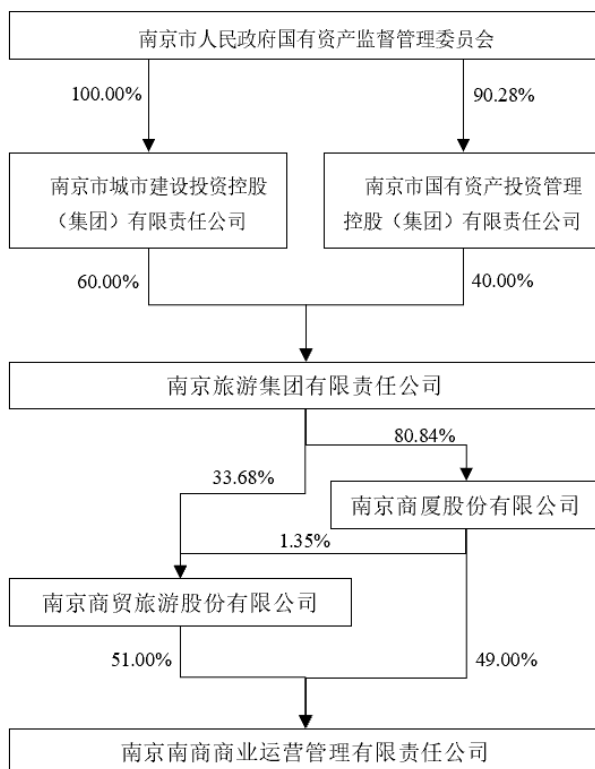 南京市人民政府国有资产监督管理委员会
100.00%
90.28%
南京市城市建设投资控股
（集团）有限责任公司
南京市国有资产投资管理
控股（集团）有限责任公司
60.00%
40.00%
南京旅游集团有限责任公司
80.84%
33.68%
南京商厦股份有限公司
1.35%
南京商贸旅游股份有限公司
51.00%
49.00%
南京南商商业运营管理有限责任公司